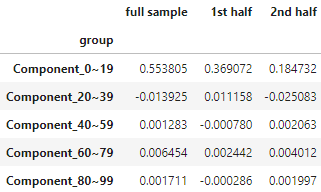 full sample 1st half 2nd half
group
Component_0~19 0.553805 0.369072 0.184732
Component_20~39 -0.013925 0.011158 -0.025083
Component_40~59 0.001283 -0.000780 0.002063
Component_60~79 0.006454 0.002442 0.004012
Component_80~99 0.001711 -0.000286 0.001997